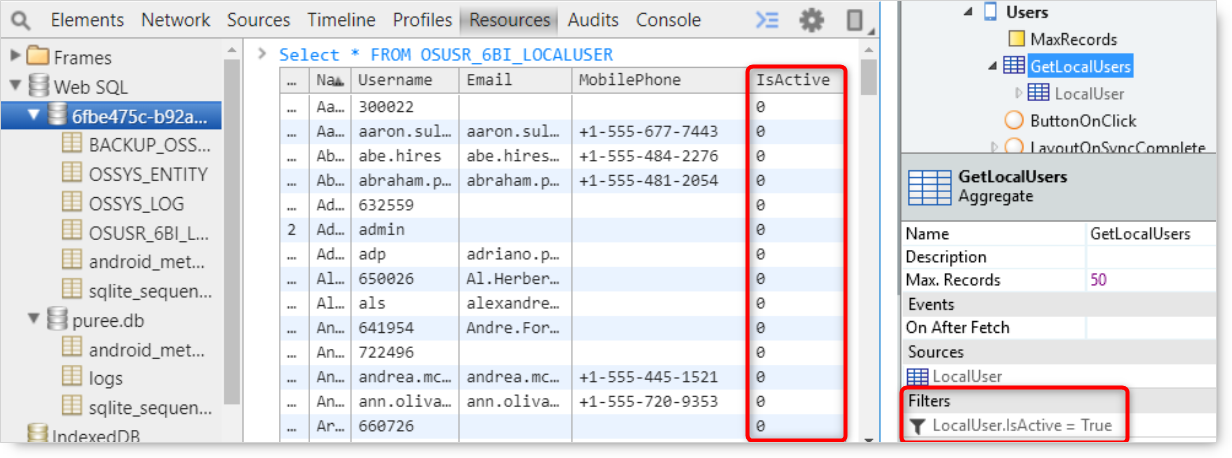 Elements Network Sources Timeline Profiles Resources Audits Console
Frames
Web SQL
6fbe475c-b92a...
BACKUP_OSS...
OSSYS_ENTITY
OSSYS_LOG
OSUSR_6BI_L...
android_met...
sqlite_sequen...
puree.db
android_met...
logs
sqlite_sequen...
IndexedDB
> Select * FROM OSUSR_6BI_LOCALUSER
... Na... Username Email MobilePhone IsActive
... Aa... 300022 0
... Aa... aaron.sul... aaron.sul... +1-555-677-7443 0
... Ab... abe.hires abe.hires... +1-555-484-2276 0
... Ab... abraham.p... abraham.p... +1-555-481-2054 0
... Ad... 632559 0
2 Ad... admin 0
... Ad... adp adriano.p... 0
... Al... 650026 Al.Herber... 0
... Al... als alexandre... 0
... An... 641954 Andre.For... 0
... An... 722496 0
... An... andrea.mc... andrea.mc... +1-555-445-1521 0
... An... ann.oliva... ann.oliva... +1-555-720-9353 0
... Ar... 660726 0
Users
MaxRecords
GetLocalUsers
LocalUser
ButtonOnClick
LayoutOnSyncComplete
GetLocalUsers
Aggregate
Name GetLocalUsers
Description
Max. Records 50
Events
On After Fetch
Sources
LocalUser
Filters
LocalUser.IsActive = True